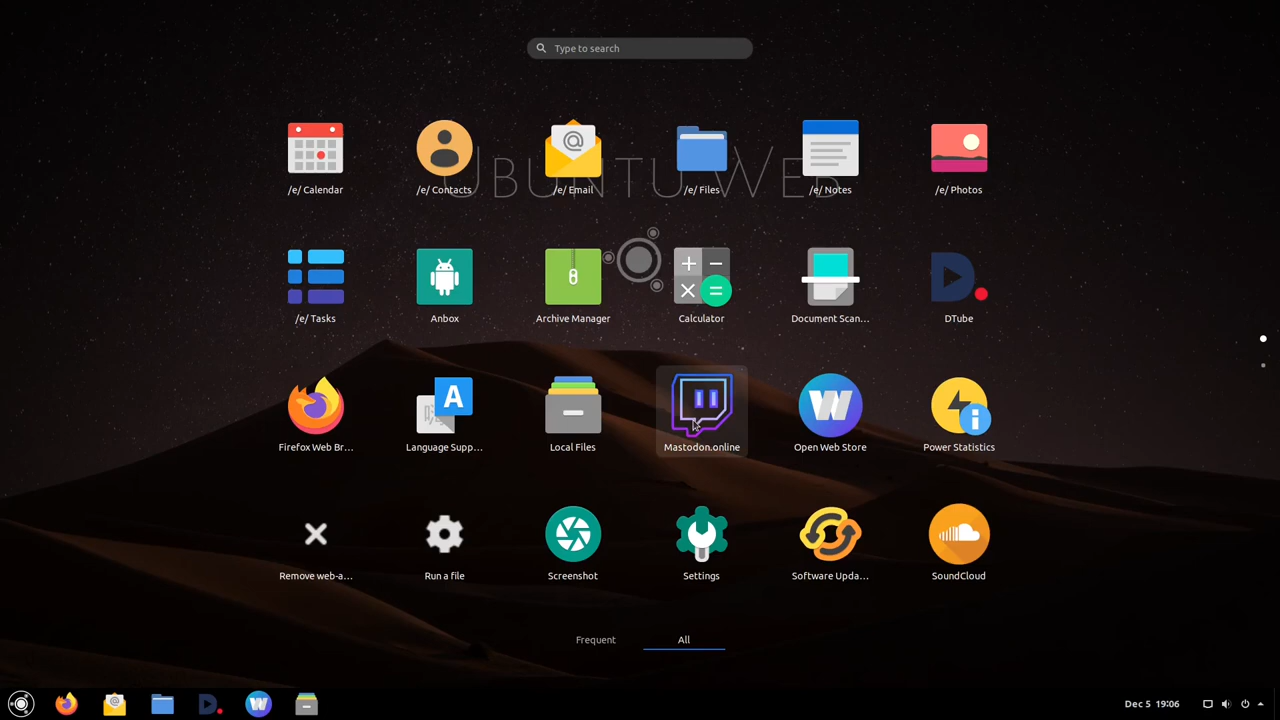 Type to search
UBUNTU WEB
/e/ Calendar
/e/ Contacts
/e/ Email
/e/ Files
/e/ Notes
/e/ Photos
/e/ Tasks
Anbox
Archive Manager
Calculator
Document Scan...
DTube
Firefox Web Br...
Language Supp...
Local Files
Mastodon.online
Open Web Store
Power Statistics
Remove web-a...
Run a file
Screenshot
Settings
Software Upda...
SoundCloud
Frequent
All
Dec 5 19:06